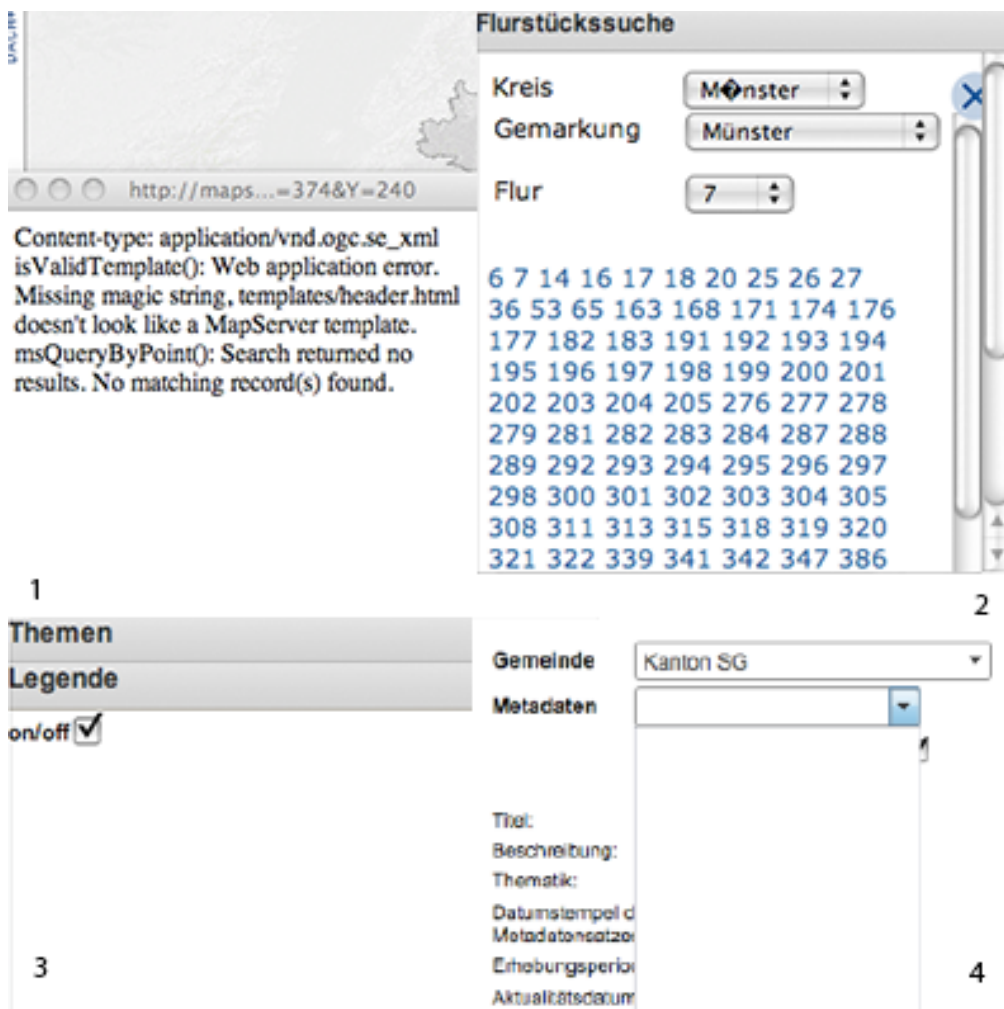 http://maps...=374&Y=240
Content-type: application/vnd.ogc.se_xml
isValidTemplate(): Web application error.
Missing magic string, templates/header.html
doesn't look like a MapServer template.
msQueryByPoint(): Search returned no
results. No matching record(s) found.
1
Flurstückssuche
Kreis M�nster
Gemarkung Münster
Flur 7
6 7 14 16 17 18 20 25 26 27
36 53 65 163 168 171 174 176
177 182 183 191 192 193 194
195 196 197 198 199 200 201
202 203 204 205 276 277 278
279 281 282 283 284 287 288
289 292 293 294 295 296 297
298 300 301 302 303 304 305
308 311 313 315 318 319 320
321 322 339 341 342 347 386
2
Themen
Legende
on/off
3
Gemeinde Kanton SG
Metadaten
Titel:
Beschreibung:
Thematik:
Datumstempel d
Metadatensatze
Erhebungsperio
Aktualitätsdatum
4